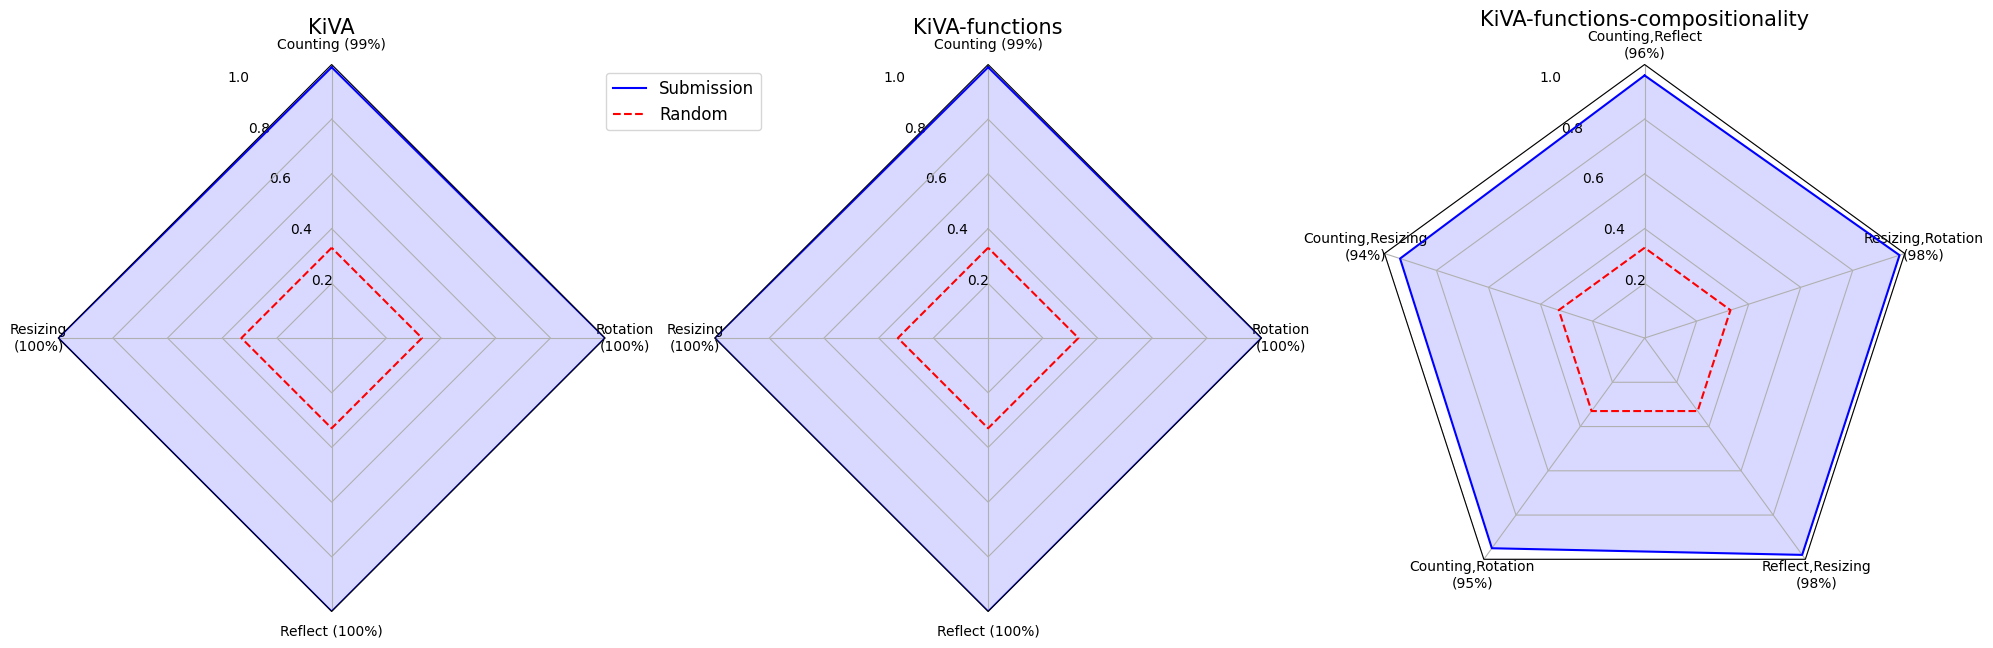 KiVA
Counting (99%)
1.0
0.8
0.6
0.4
0.2
Resizing
(100%)
Rotation
(100%)
Reflect (100%)
Submission
Random
KiVA-functions
Counting (99%)
1.0
0.8
0.6
0.4
0.2
Resizing
(100%)
Rotation
(100%)
Reflect (100%)
KiVA-functions-compositionality
Counting,Reflect
(96%)
1.0
0.8
0.6
0.4
0.2
Counting,Resizing
(94%)
Resizing,Rotation
(98%)
Counting,Rotation
(95%)
Reflect,Resizing
(98%)